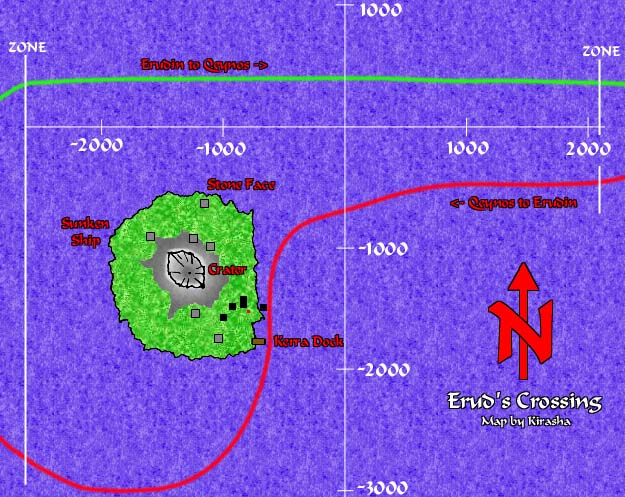 1000
ZONE
ZONE
Erudin to Qeynos ->
-2000
-1000
1000
2000
Stone Face
<- Qeynos to Erudin
Sunken
Ship
-1000
Crator
Kerra Dock
-2000
N
Erud's Crossing
Map by Kirasha
-3000